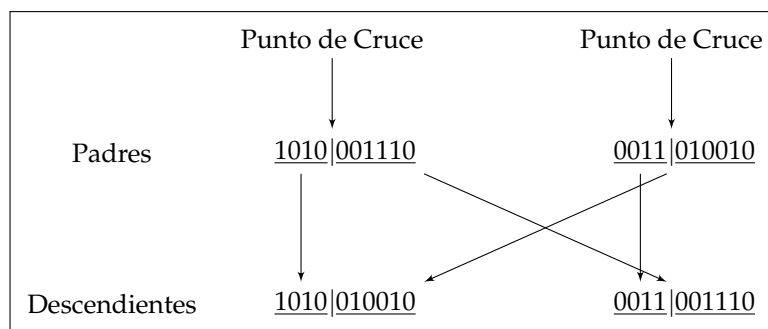 Punto de Cruce Punto de Cruce
Padres 1010|001110 0011|010010
Descendientes 1010|010010 0011|001110